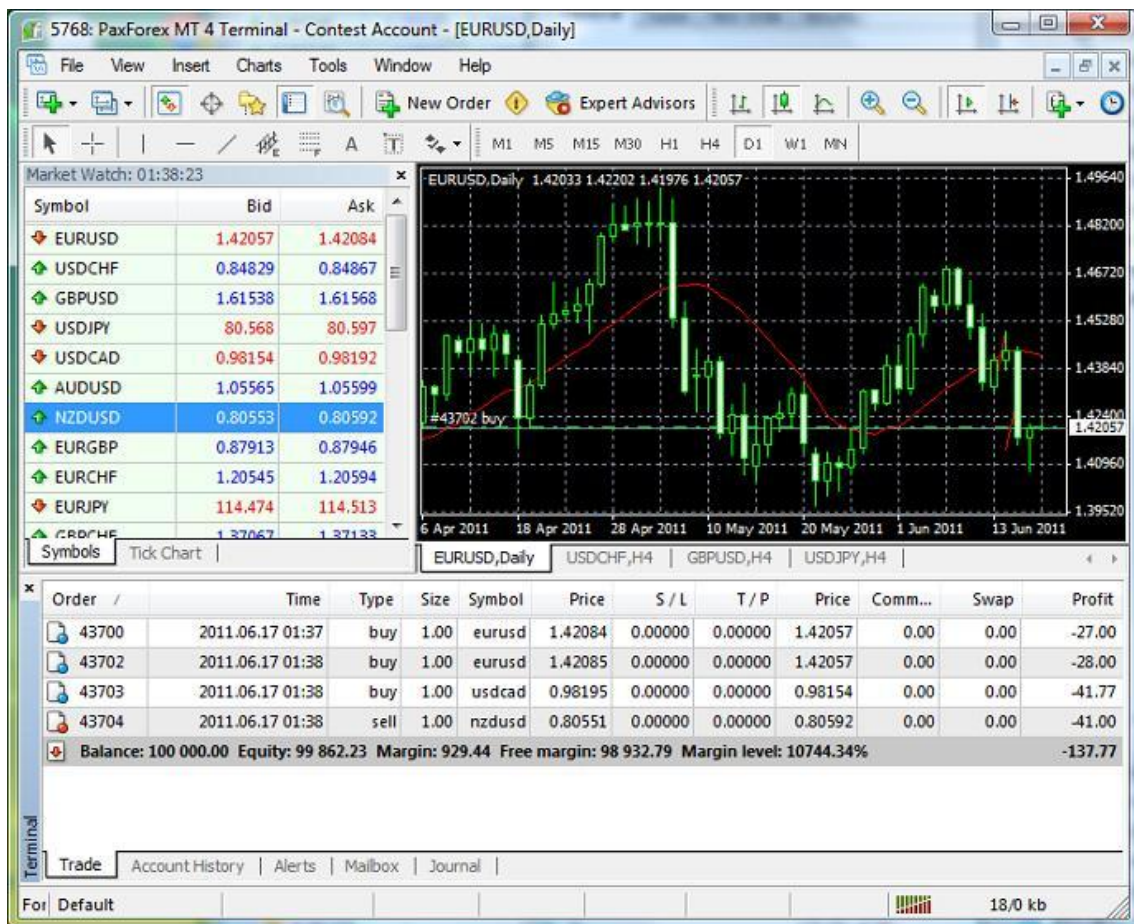 5768: PaxForex MT 4 Terminal - Contest Account - [EURUSD,Daily]
File View Insert Charts Tools Window Help
New Order Expert Advisors
A T M1 M5 M15 M30 H1 H4 D1 W1 MN
Market Watch: 01:38:23
Symbol Bid Ask
EURUSD 1.42057 1.42084
USDCHF 0.84829 0.84867
GBPUSD 1.61538 1.61568
USDJPY 80.568 80.597
USDCAD 0.98154 0.98192
AUDUSD 1.05565 1.05599
NZDUSD 0.80553 0.80592
EURGBP 0.87913 0.87946
EURCHF 1.20545 1.20594
EURJPY 114.474 114.513
GBPCHF 1.37067 1.37133
Symbols Tick Chart
EURUSD,Daily 1.42033 1.42202 1.41976 1.42057
1.49640
1.48200
1.46720
1.45280
1.43840
1.42400
1.42057
1.40960
1.39520
#43702 buy
6 Apr 2011 18 Apr 2011 28 Apr 2011 10 May 2011 20 May 2011 1 Jun 2011 13 Jun 2011
EURUSD,Daily USDCHF,H4 GBPUSD,H4 USDJPY,H4
Order / Time Type Size Symbol Price S / L T / P Price Comm... Swap Profit
43700 2011.06.17 01:37 buy 1.00 eurusd 1.42084 0.00000 0.00000 1.42057 0.00 0.00 -27.00
43702 2011.06.17 01:38 buy 1.00 eurusd 1.42085 0.00000 0.00000 1.42057 0.00 0.00 -28.00
43703 2011.06.17 01:38 buy 1.00 usdcad 0.98195 0.00000 0.00000 0.98154 0.00 0.00 -41.77
43704 2011.06.17 01:38 sell 1.00 nzdusd 0.80551 0.00000 0.00000 0.80592 0.00 0.00 -41.00
Balance: 100 000.00 Equity: 99 862.23 Margin: 929.44 Free margin: 98 932.79 Margin level: 10744.34% -137.77
Terminal
Trade Account History Alerts Mailbox Journal
For Default 18/0 kb